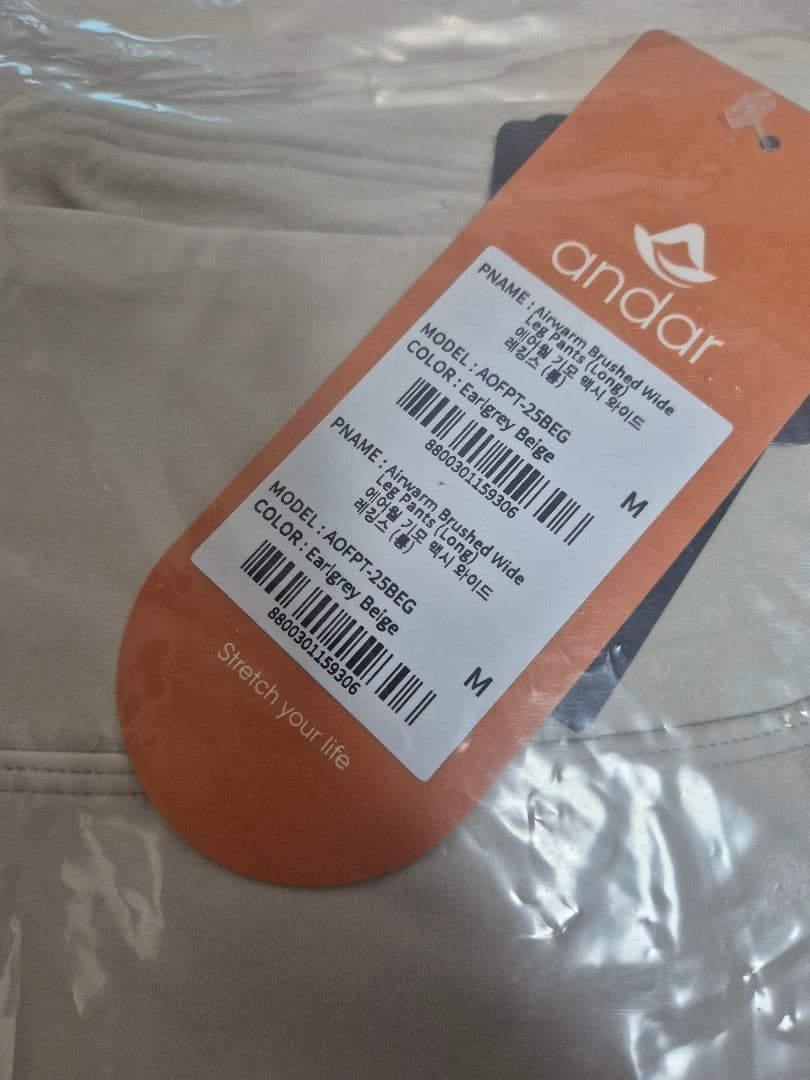 andar
PNAME : Airwarm Brushed Wide
Leg Pants (Long)
에어웜 기모 맥시 와이드
레깅스 (롱)
MODEL : AOFPT-25BEG
COLOR : Earlgrey Beige
M
8800301159306
PNAME : Airwarm Brushed Wide
Leg Pants (Long)
에어웜 기모 맥시 와이드
레깅스 (롱)
MODEL : AOFPT-25BEG
COLOR : Earlgrey Beige
M
8800301159306
Stretch your life